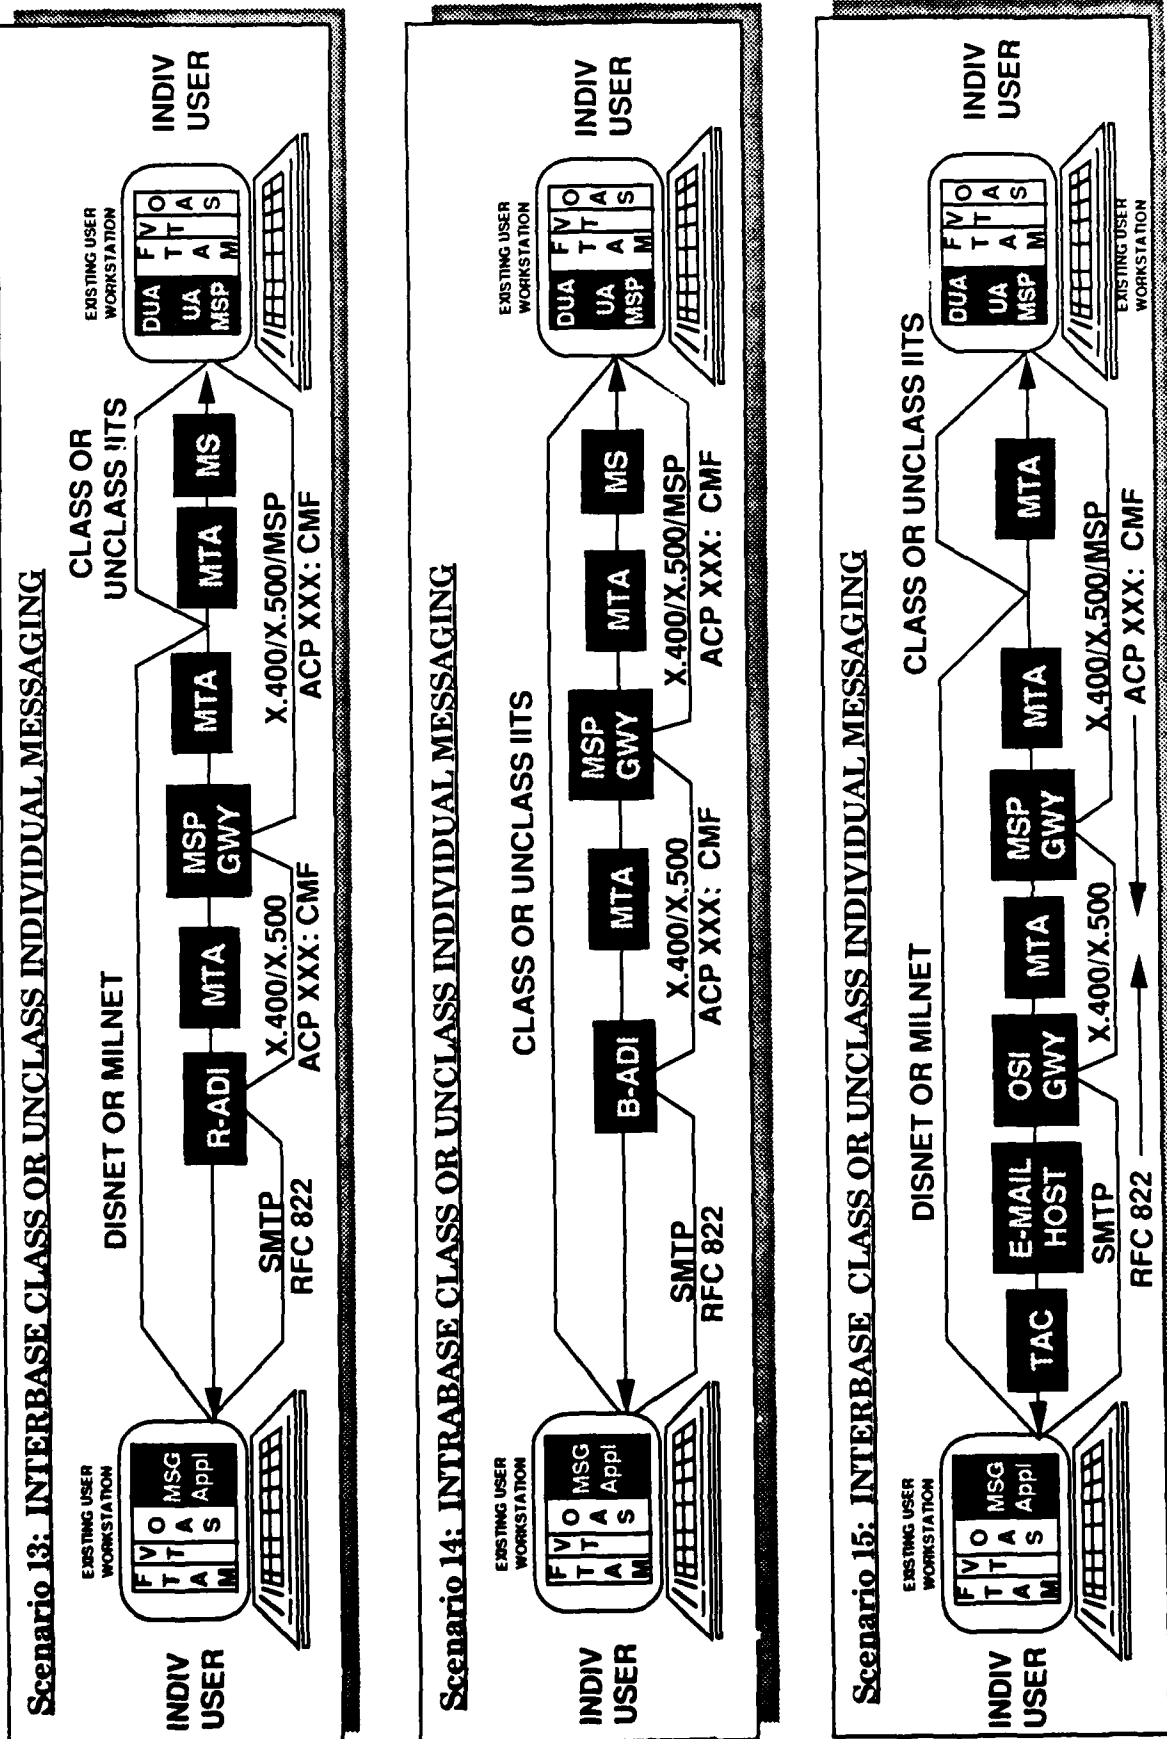 Scenario 13: INTERBASE CLASS OR UNCLASS INDIVIDUAL MESSAGING
DISNET OR MILNET
CLASS OR
UNCLASS IITS
INDIV
USER
EXISTING USER
WORKSTATION
F T A M
V T
O A S
MSG
Appl
R-ADI
MTA
MSP
GWY
MTA
MTA
MS
EXISTING USER
WORKSTATION
DUA
UA
MSP
F T A M
V T
O A S
INDIV
USER
SMTP
RFC 822
X.400/X.500
ACP XXX: CMF
X.400/X.500/MSP
ACP XXX: CMF
Scenario 14: INTRABASE CLASS OR UNCLASS INDIVIDUAL MESSAGING
CLASS OR UNCLASS IITS
INDIV
USER
EXISTING USER
WORKSTATION
F T A M
V T
O A S
MSG
Appl
B-ADI
MTA
MSP
GWY
MTA
MS
EXISTING USER
WORKSTATION
DUA
UA
MSP
F T A M
V T
O A S
INDIV
USER
SMTP
RFC 822
X.400/X.500
ACP XXX: CMF
X.400/X.500/MSP
ACP XXX: CMF
Scenario 15: INTERBASE CLASS OR UNCLASS INDIVIDUAL MESSAGING
DISNET OR MILNET
CLASS OR UNCLASS IITS
INDIV
USER
EXISTING USER
WORKSTATION
F T A M
V T
O A S
MSG
Appl
TAC
E-MAIL
HOST
OSI
GWY
MTA
MSP
GWY
MTA
MTA
DUA
UA
MSP
F T A M
V T
O A S
EXISTING USER
WORKSTATION
INDIV
USER
SMTP
X.400/X.500
X.400/X.500/MSP
RFC 822
ACP XXX: CMF